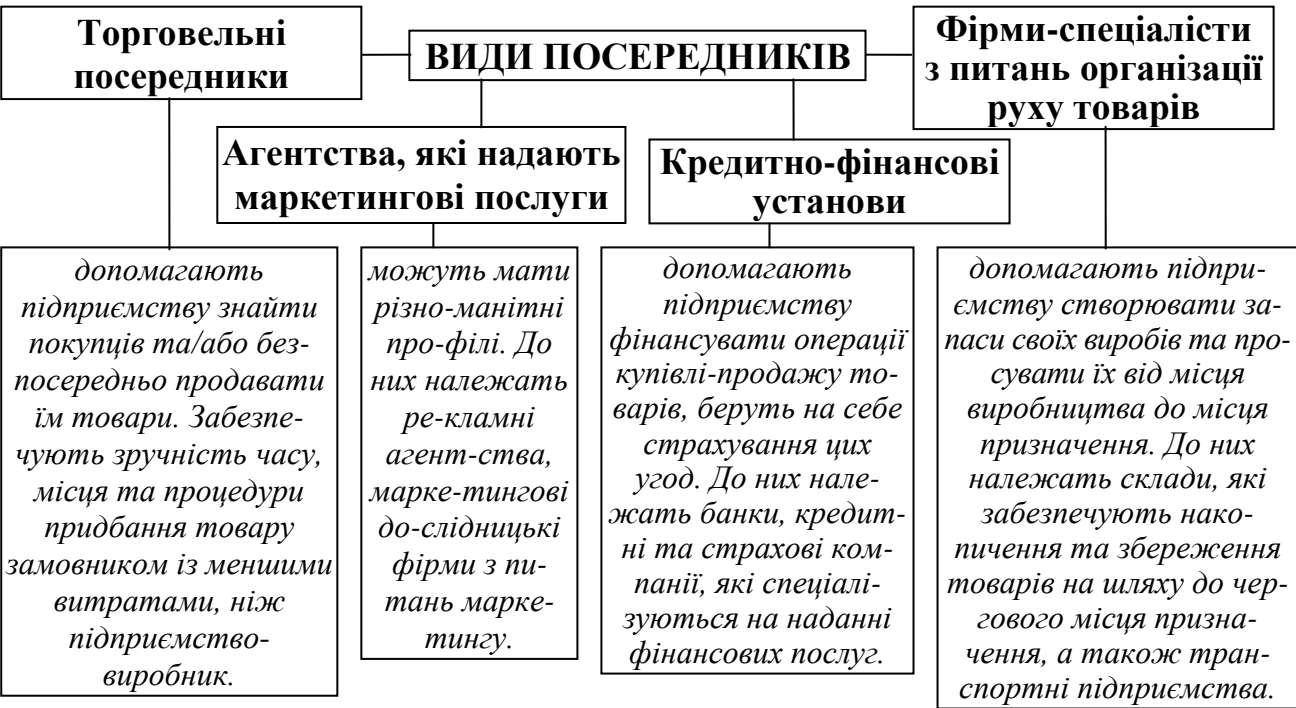 Торговельні
посередники
ВИДИ ПОСЕРЕДНИКІВ
Фірми-спеціалісти
з питань організації
руху товарів
Агентства, які надають
маркетингові послуги
Кредитно-фінансові
установи
допомагають
підприємству знайти
покупців та/або без-
посередньо продавати
їм товари. Забезпе-
чують зручність часу,
місця та процедури
придбання товару
замовником із меншими
витратами, ніж
підприємство-
виробник.
можуть мати
різно-манітні
про-філі. До
них належать
ре-кламні
агент-ства,
марке-тингові
до-слідницькі
фірми з пи-
тань марке-
тингу.
допомагають
підприємству
фінансувати операції
купівлі-продажу то-
варів, беруть на себе
страхування цих
угод. До них нале-
жать банки, кредит-
ні та страхові ком-
панії, які спеціалі-
зуються на наданні
фінансових послуг.
допомагають підпри-
ємству створювати за-
паси своїх виробів та про-
сувати їх від місця
виробництва до місця
призначення. До них
належать склади, які
забезпечують нако-
пичення та збереження
товарів на шляху до чер-
гового місця призна-
чення, а також тран-
спортні підприємства.